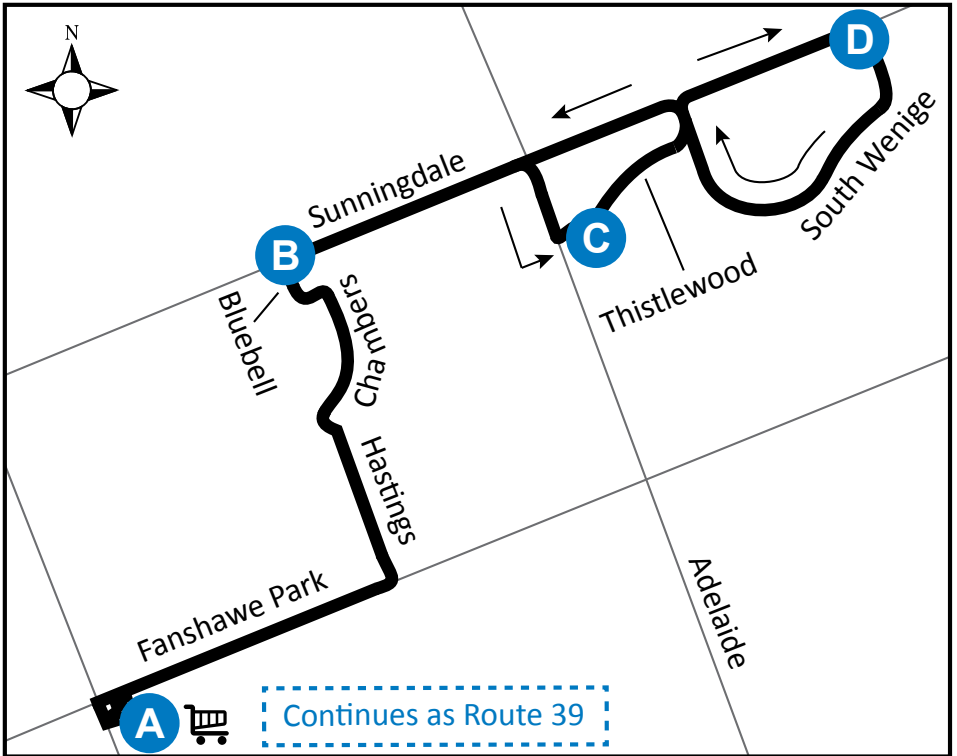 N
D
South Wenige
Sunningdale
B
C
Thistlewood
Bluebell
Chambers
Hastings
Adelaide
Fanshawe Park
A
Continues as Route 39